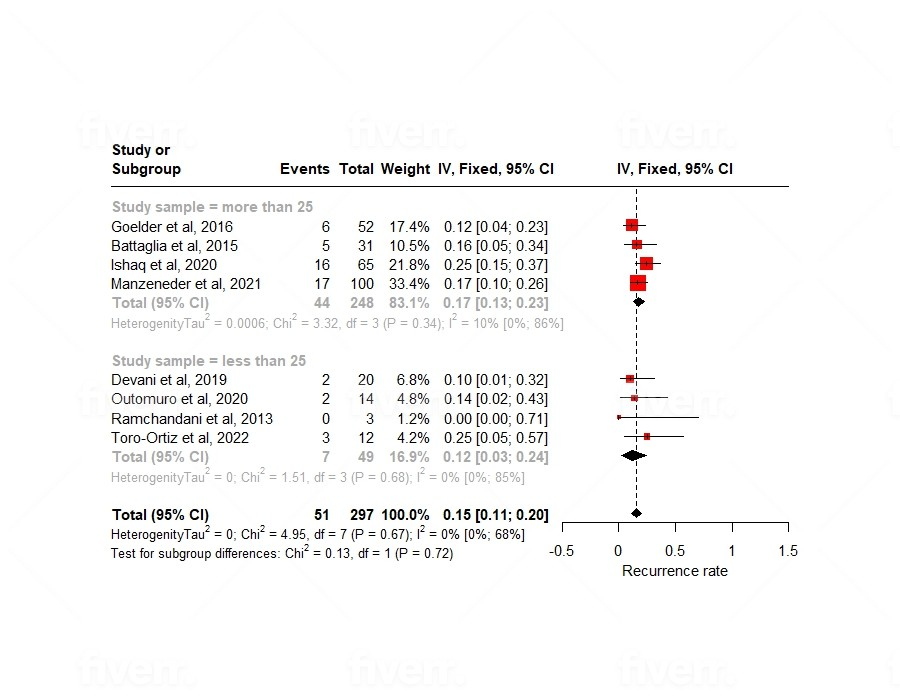 Study or
Subgroup Events Total Weight IV, Fixed, 95% CI IV, Fixed, 95% CI
Study sample = more than 25
Goelder et al, 2016 6 52 17.4% 0.12 [0.04; 0.23]
Battaglia et al, 2015 5 31 10.5% 0.16 [0.05; 0.34]
Ishaq et al, 2020 16 65 21.8% 0.25 [0.15; 0.37]
Manzeneder et al, 2021 17 100 33.4% 0.17 [0.10; 0.26]
Total (95% CI) 44 248 83.1% 0.17 [0.13; 0.23]
HeterogenityTau² = 0.0006; Chi² = 3.32, df = 3 (P = 0.34); I² = 10% [0%; 86%]
Study sample = less than 25
Devani et al, 2019 2 20 6.8% 0.10 [0.01; 0.32]
Outomuro et al, 2020 2 14 4.8% 0.14 [0.02; 0.43]
Ramchandani et al, 2013 0 3 1.2% 0.00 [0.00; 0.71]
Toro-Ortiz et al, 2022 3 12 4.2% 0.25 [0.05; 0.57]
Total (95% CI) 7 49 16.9% 0.12 [0.03; 0.24]
HeterogenityTau² = 0; Chi² = 1.51, df = 3 (P = 0.68); I² = 0% [0%; 85%]
Total (95% CI) 51 297 100.0% 0.15 [0.11; 0.20]
HeterogenityTau² = 0; Chi² = 4.95, df = 7 (P = 0.67); I² = 0% [0%; 68%]
Test for subgroup differences: Chi² = 0.13, df = 1 (P = 0.72)
-0.5 0 0.5 1 1.5
Recurrence rate